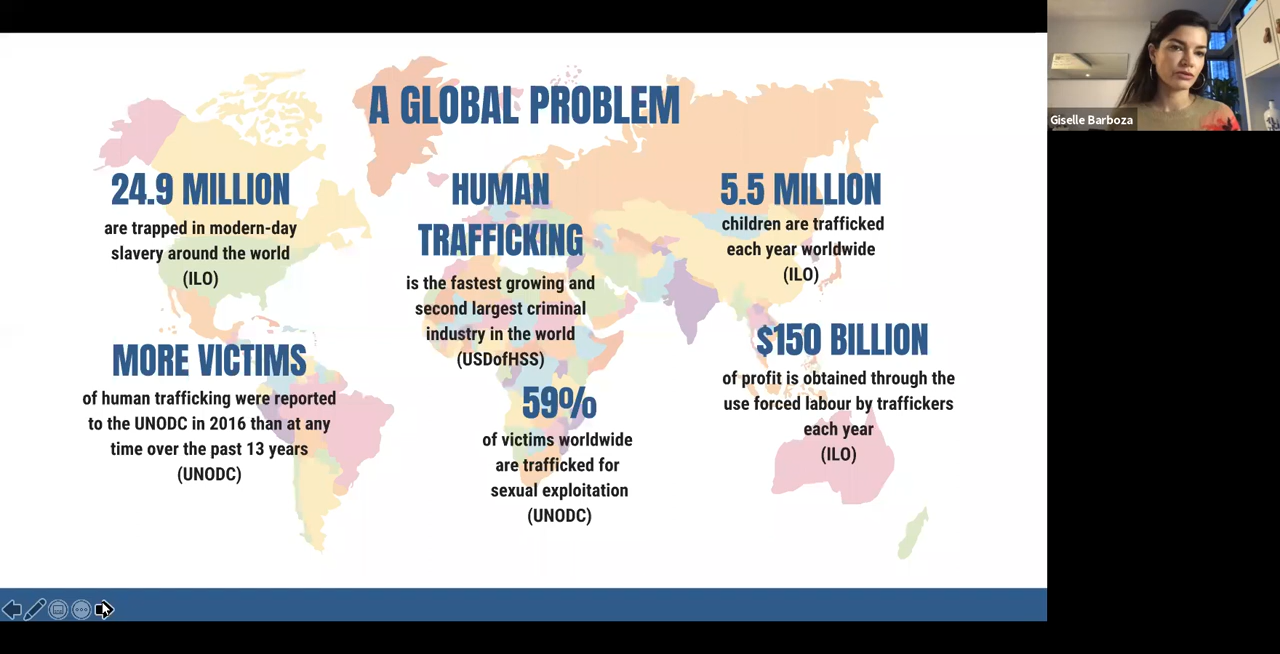 A GLOBAL PROBLEM
24.9 MILLION
are trapped in modern-day
slavery around the world
(ILO)
HUMAN
TRAFFICKING
is the fastest growing and
second largest criminal
industry in the world
(USDofHSS)
5.5 MILLION
children are trafficked
each year worldwide
(ILO)
MORE VICTIMS
of human trafficking were reported
to the UNODC in 2016 than at any
time over the past 13 years
(UNODC)
59%
of victims worldwide
are trafficked for
sexual exploitation
(UNODC)
$150 BILLION
of profit is obtained through the
use forced labour by traffickers
each year
(ILO)
Giselle Barboza